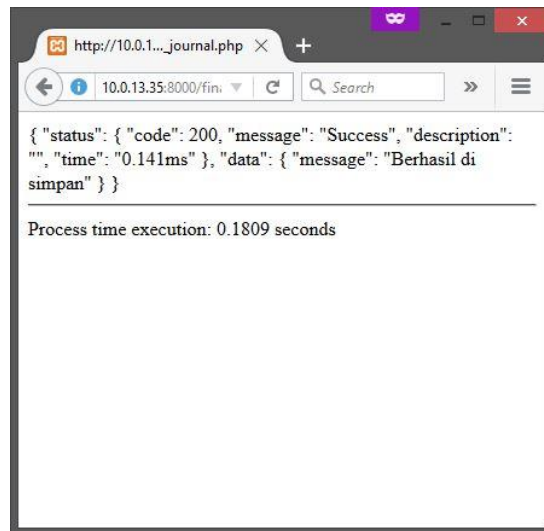 http://10.0.1..._journal.php
10.0.13.35:8000/fin
Search
{ "status": { "code": 200, "message": "Success", "description":
"", "time": "0.141ms" }, "data": { "message": "Berhasil di
simpan" } }
Process time execution: 0.1809 seconds